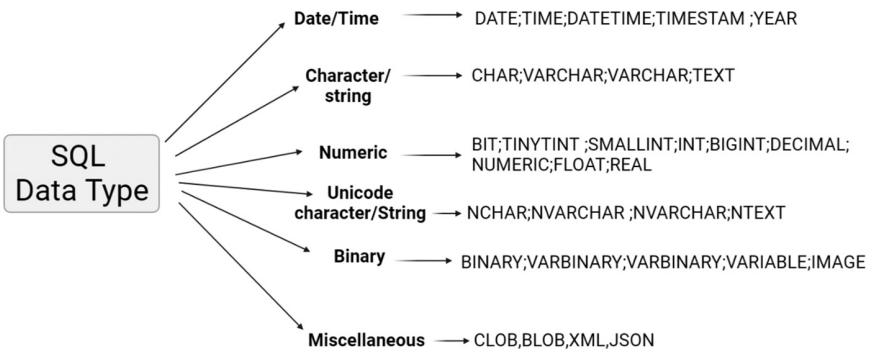 Date/Time
DATE;TIME;DATETIME;TIMESTAM ;YEAR
Character/
string
CHAR;VARCHAR;VARCHAR;TEXT
SQL
Data Type
Numeric
BIT;TINYTINT ;SMALLINT;INT;BIGINT;DECIMAL;
NUMERIC;FLOAT;REAL
Unicode
character/String
NCHAR;NVARCHAR ;NVARCHAR;NTEXT
Binary
BINARY;VARBINARY;VARBINARY;VARIABLE;IMAGE
Miscellaneous
CLOB,BLOB,XML,JSON